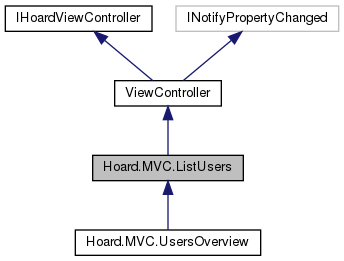 IHoardViewController
INotifyPropertyChanged
ViewController
Hoard.MVC.ListUsers
Hoard.MVC.UsersOverview